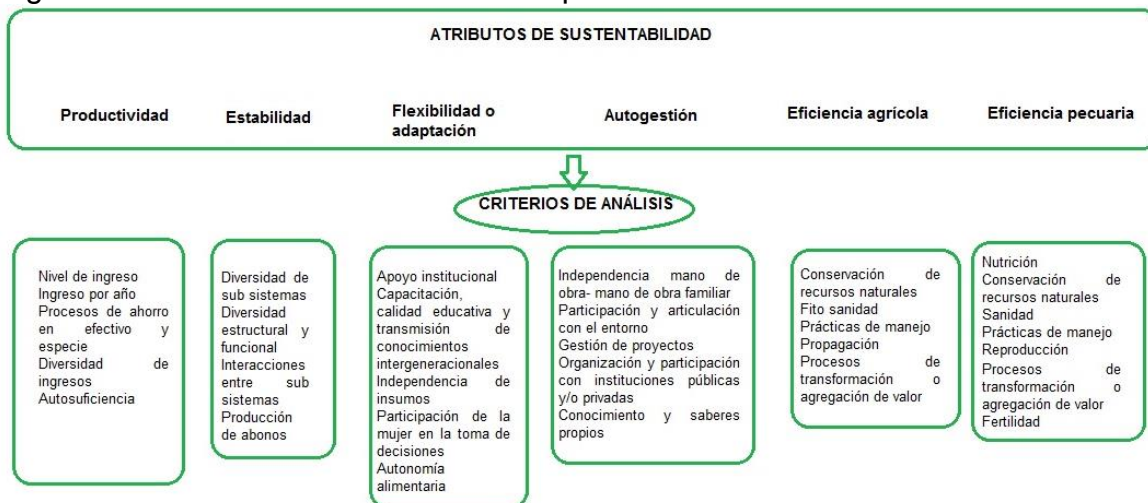 ATRIBUTOS DE SUSTENTABILIDAD
Productividad
Estabilidad
Flexibilidad o
adaptación
Autogestión
Eficiencia agrícola
Eficiencia pecuaria
CRITERIOS DE ANÁLISIS
Nivel de ingreso
Ingreso por año
Procesos de ahorro
en efectivo y
especie
Diversidad de
ingresos
Autosuficiencia
Diversidad de
sub sistemas
Diversidad
estructural y
funcional
Interacciones
entre sub
sistemas
Producción
de abonos
Apoyo institucional
Capacitación,
calidad educativa y
transmisión de
conocimientos
intergeneracionales
Independencia de
insumos
Participación de la
mujer en la toma de
decisiones
Autonomía
alimentaria
Independencia mano de
obra- mano de obra familiar
Participación y articulación
con el entorno
Gestión de proyectos
Organización y participación
con instituciones públicas
y/o privadas
Conocimiento y saberes
propios
Conservación de
recursos naturales
Fito sanidad
Prácticas de manejo
Propagación
Procesos de
transformación o
agregación de valor
Nutrición
Conservación de
recursos naturales
Sanidad
Prácticas de manejo
Reproducción
Procesos de
transformación o
agregación de valor
Fertilidad